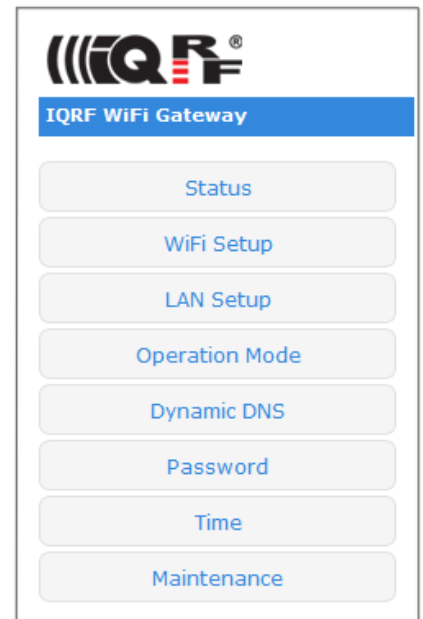 IQRF®
IQRF WiFi Gateway
Status
WiFi Setup
LAN Setup
Operation Mode
Dynamic DNS
Password
Time
Maintenance